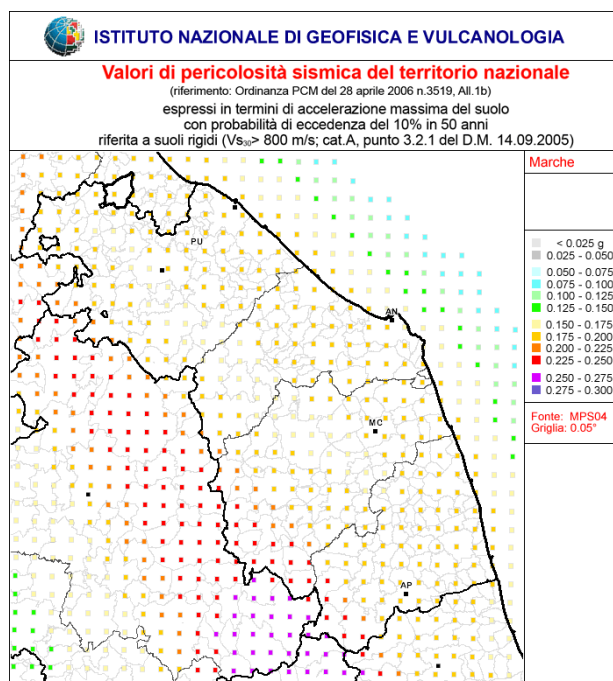 ISTITUTO NAZIONALE DI GEOFISICA E VULCANOLOGIA
Valori di pericolosità sismica del territorio nazionale
(riferimento: Ordinanza PCM del 28 aprile 2006 n.3519, All.1b)
espressi in termini di accelerazione massima del suolo
con probabilità di eccedenza del 10% in 50 anni
riferita a suoli rigidi (Vs30> 800 m/s; cat.A, punto 3.2.1 del D.M. 14.09.2005)
Marche
< 0.025 g
0.025 - 0.050
0.050 - 0.075
0.075 - 0.100
0.100 - 0.125
0.125 - 0.150
0.150 - 0.175
0.175 - 0.200
0.200 - 0.225
0.225 - 0.250
0.250 - 0.275
0.275 - 0.300
Fonte: MPS04
Griglia: 0.05°
PU
AN
MC
AP